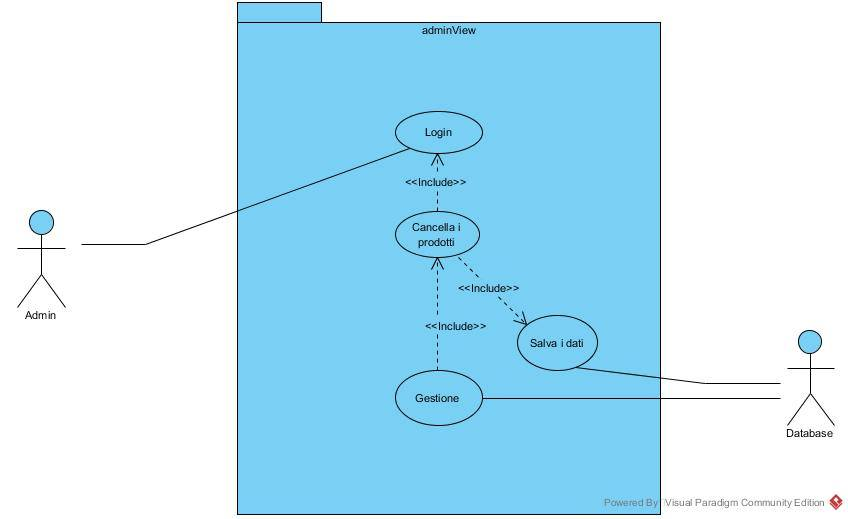 adminView
Login
<<Include>>
Cancella i
prodotti
<<Include>>
<<Include>>
Salva i dati
Gestione
Admin
Database
Powered By Visual Paradigm Community Edition